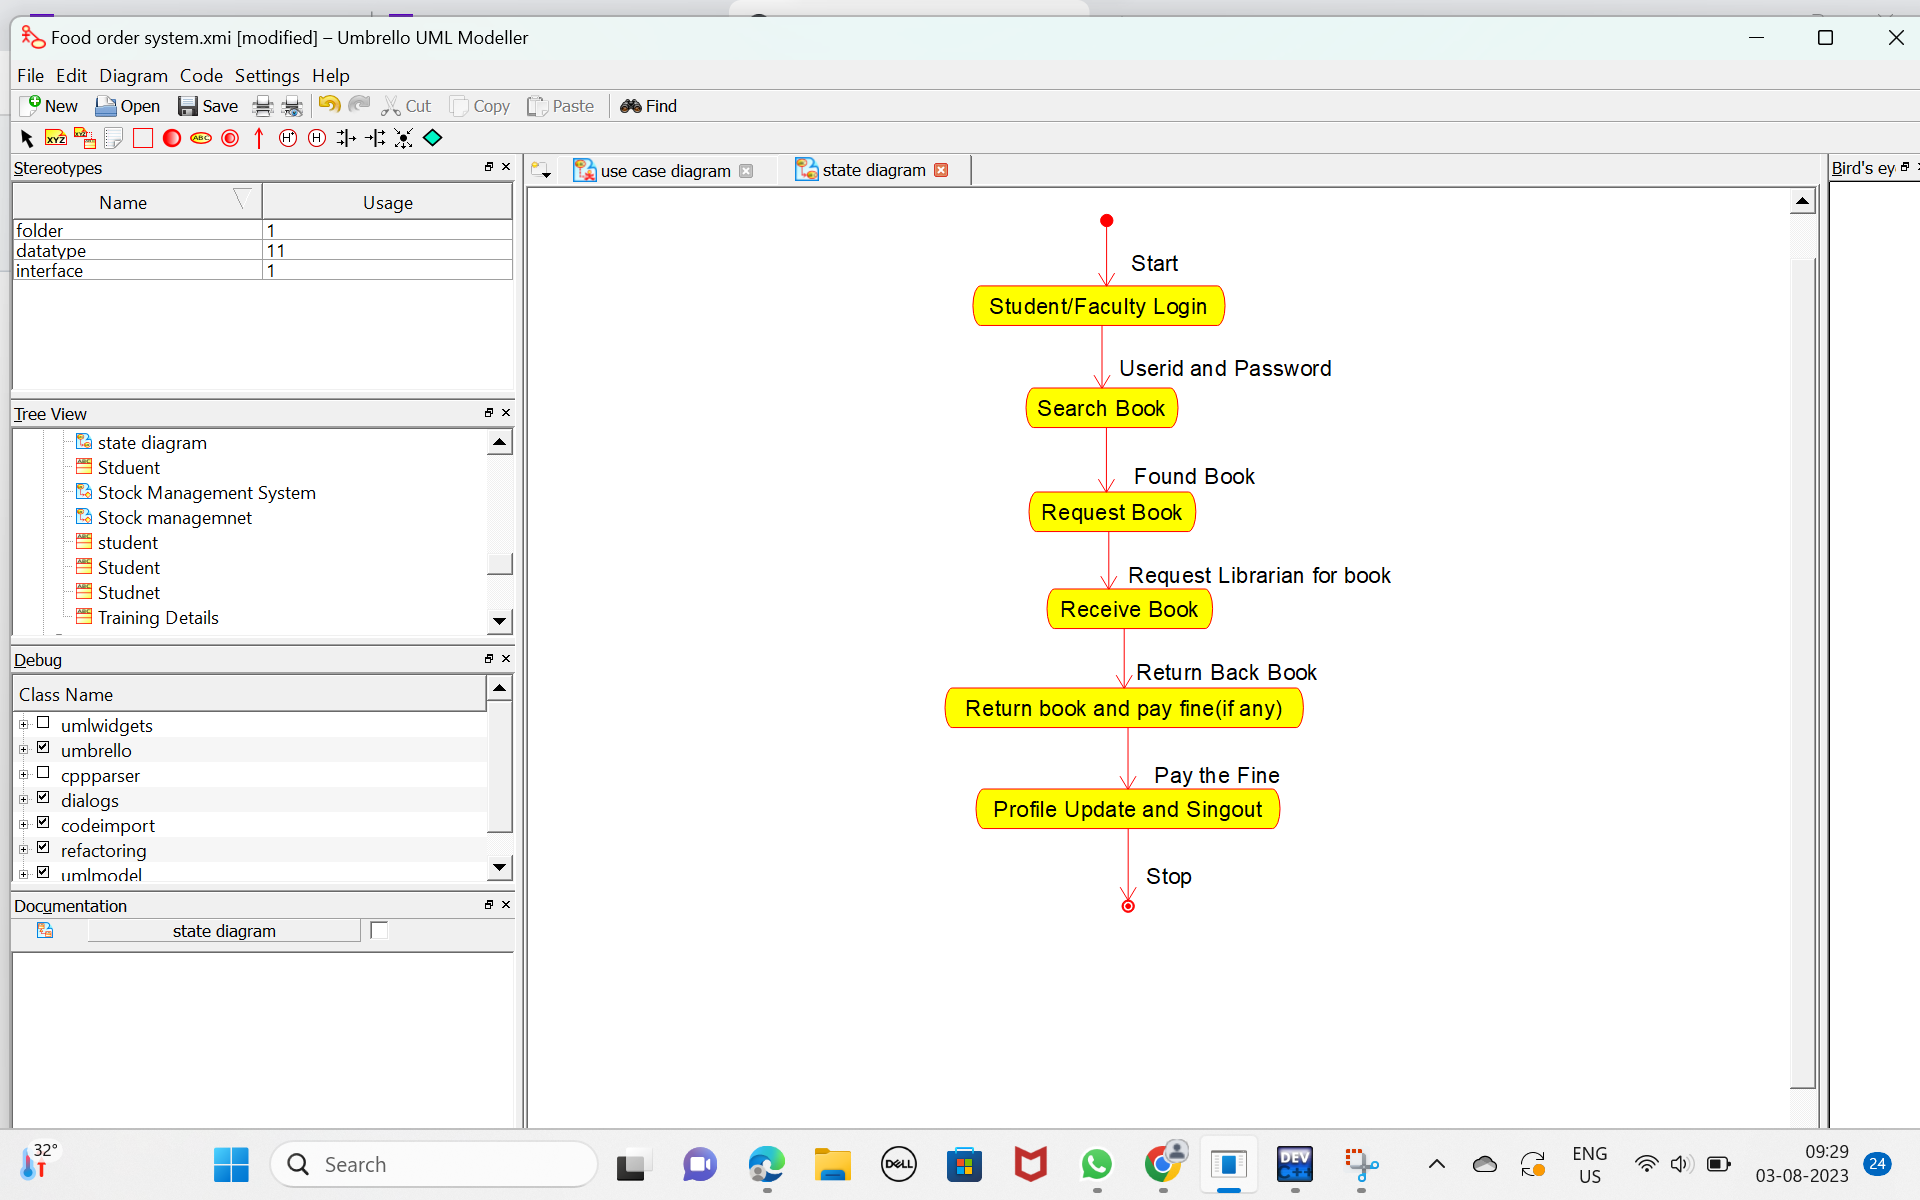 Food order system.xmi [modified] – Umbrello UML Modeller
File Edit Diagram Code Settings Help
New Open Save Cut Copy Paste Find
XYZ XYZ ABC H* H
Stereotypes
Name Usage
folder 1
datatype 11
interface 1
Tree View
state diagram
Stduent
Stock Management System
Stock managemnet
student
Student
Studnet
Training Details
Debug
Class Name
umlwidgets
umbrello
cppparser
dialogs
codeimport
refactoring
umlmodel
Documentation
state diagram
use case diagram state diagram
Start
Student/Faculty Login
Userid and Password
Search Book
Found Book
Request Book
Request Librarian for book
Receive Book
Return Back Book
Return book and pay fine(if any)
Pay the Fine
Profile Update and Singout
Stop
Bird's ey
32°
Search
DELL
DEV
C++
ENG
US
09:29
03-08-2023
24